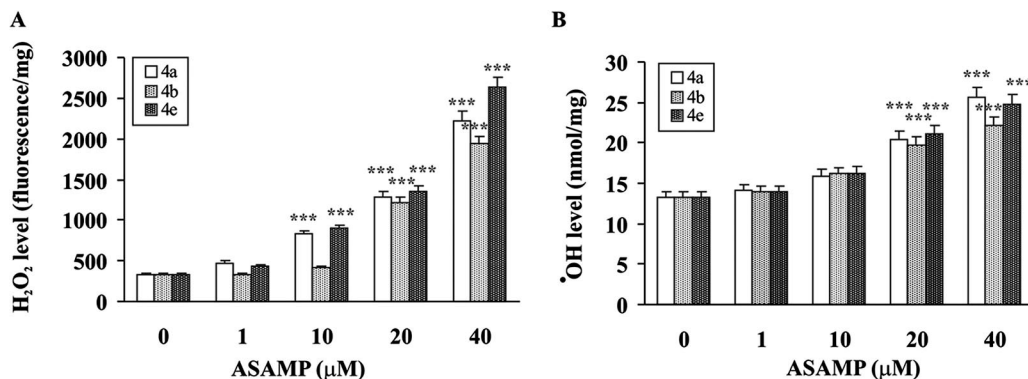 A
H₂O₂ level (fluorescence/mg)
3000
2500
2000
1500
1000
500
0
4a
4b
4e
***
***
***
***
***
***
***
***
0 1 10 20 40
ASAMP (μM)
B
•OH level (nmol/mg)
30
25
20
15
10
5
0
4a
4b
4e
***
***
***
***
***
***
0 1 10 20 40
ASAMP (μM)